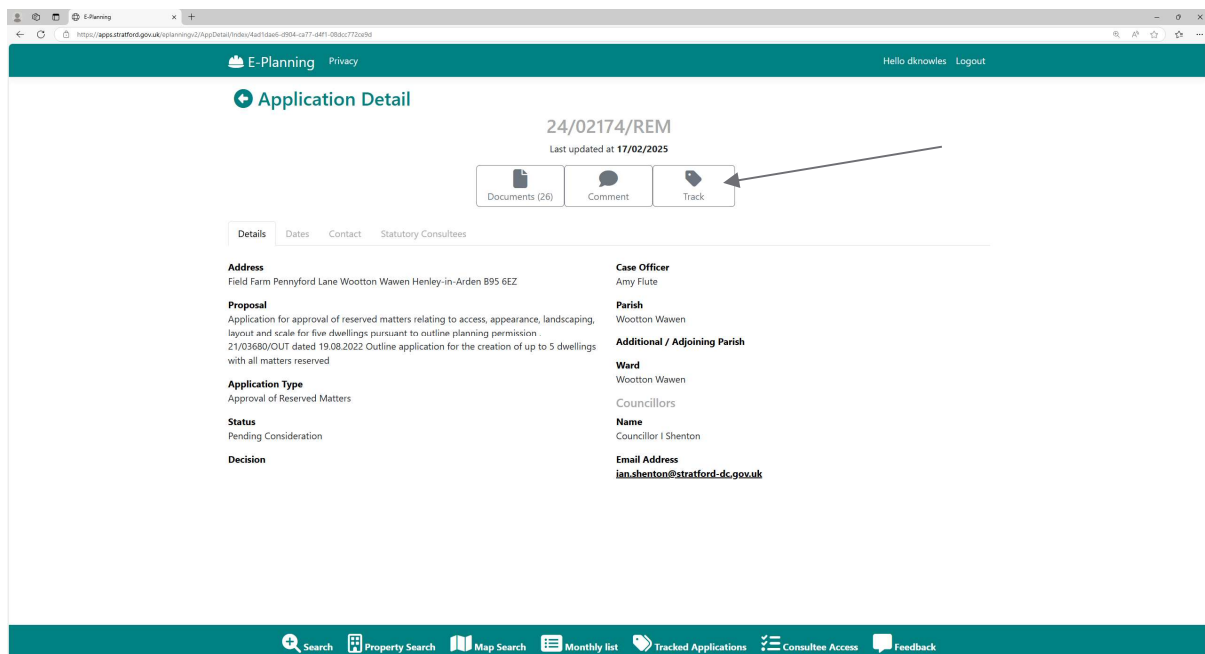 E-Planning
https://apps.stratford.gov.uk/eplanningv2/AppDetail/Index/4ad1dae6-d904-ca77-d4f1-08dcc772ce9d
E-Planning Privacy Hello dknowles Logout
Application Detail
24/02174/REM
Last updated at 17/02/2025
Documents (26) Comment Track
Details Dates Contact Statutory Consultees
Address
Field Farm Pennyford Lane Wootton Wawen Henley-in-Arden B95 6EZ
Proposal
Application for approval of reserved matters relating to access, appearance, landscaping,
layout and scale for five dwellings pursuant to outline planning permission .
21/03680/OUT dated 19.08.2022 Outline application for the creation of up to 5 dwellings
with all matters reserved
Application Type
Approval of Reserved Matters
Status
Pending Consideration
Decision
Case Officer
Amy Flute
Parish
Wootton Wawen
Additional / Adjoining Parish
Ward
Wootton Wawen
Councillors
Name
Councillor I Shenton
Email Address
ian.shenton@stratford-dc.gov.uk
Search Property Search Map Search Monthly list Tracked Applications Consultee Access Feedback